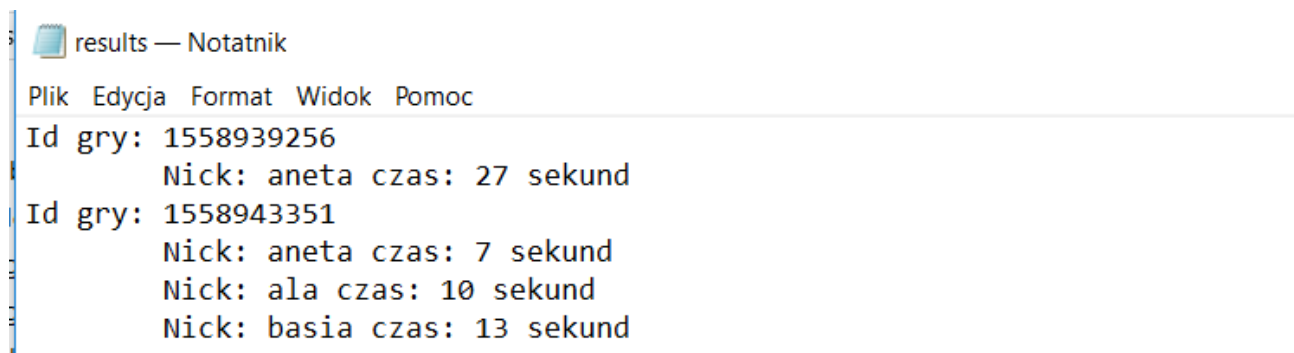 results — Notatnik
Plik Edycja Format Widok Pomoc
Id gry: 1558939256
Nick: aneta czas: 27 sekund
Id gry: 1558943351
Nick: aneta czas: 7 sekund
Nick: ala czas: 10 sekund
Nick: basia czas: 13 sekund